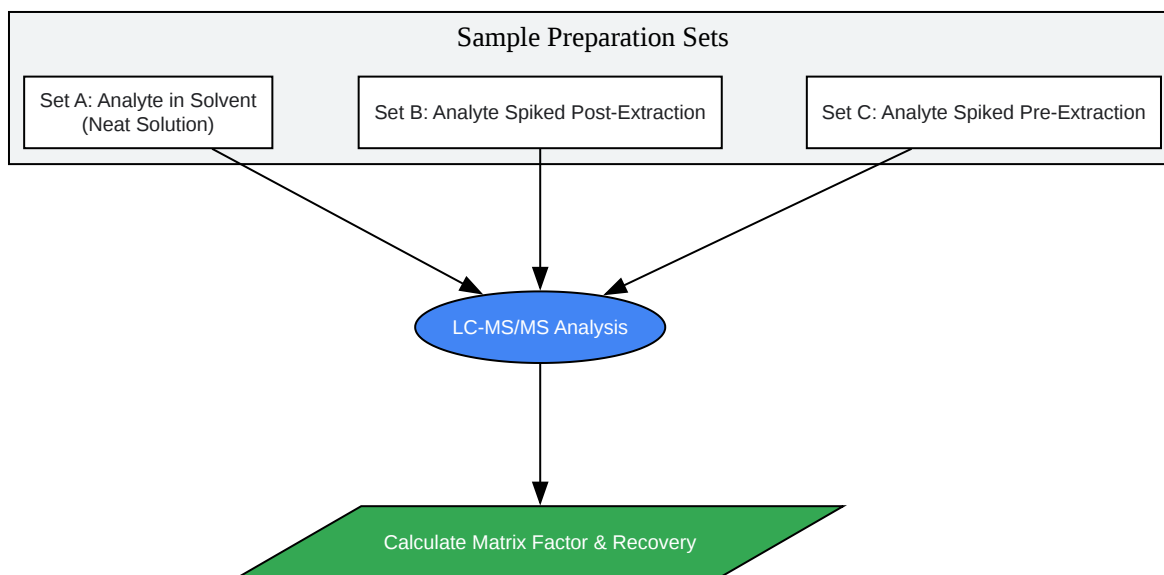 Sample Preparation Sets
Set A: Analyte in Solvent
(Neat Solution)
Set B: Analyte Spiked Post-Extraction
Set C: Analyte Spiked Pre-Extraction
LC-MS/MS Analysis
Calculate Matrix Factor & Recovery